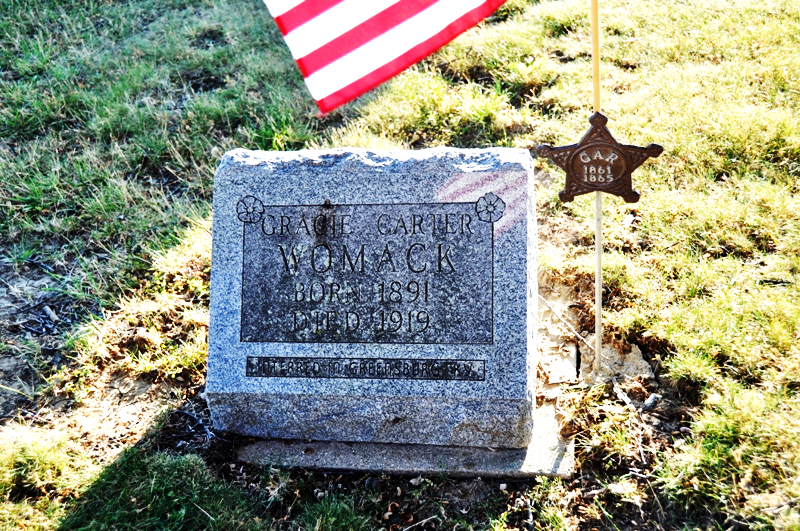 GAR
1861
1865
GRACIE CARTER
WOMACK
BORN 1891
DIED 1919
INTERRED IN GREENSBURG, KY.